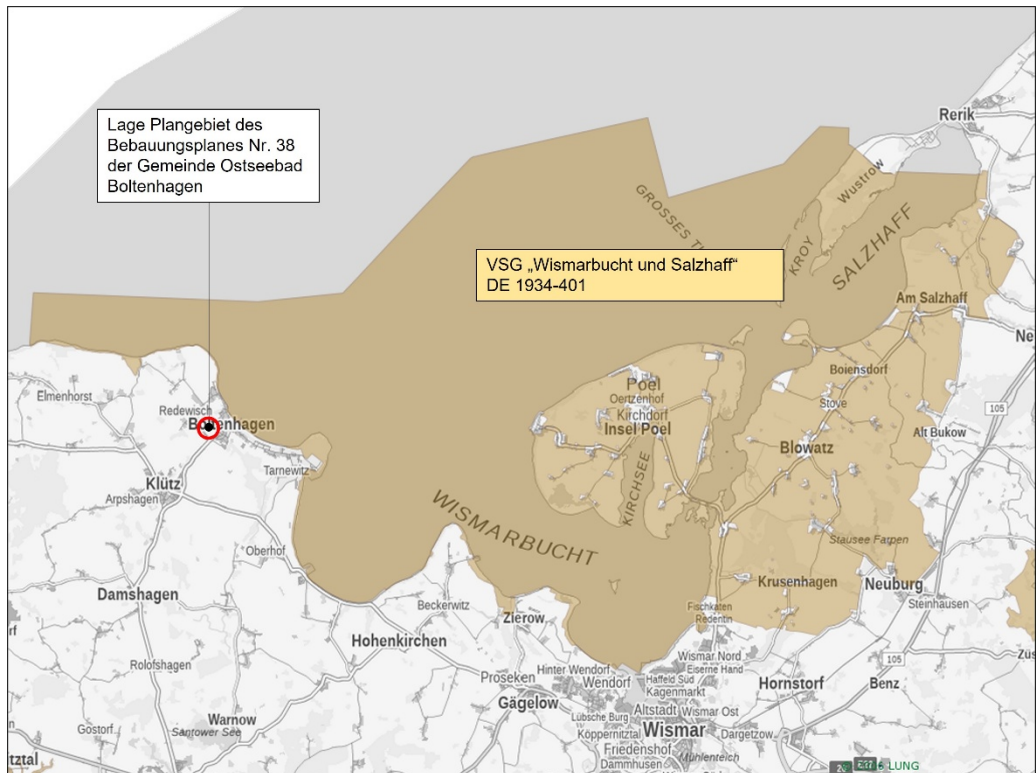 Lage Plangebiet des
Bebauungsplanes Nr. 38
der Gemeinde Ostseebad
Boltenhagen
Rerik
Wustrow
GROSSES
KROY
SALZHAFF
VSG „Wismarbucht und Salzhaff“
DE 1934-401
Am Salzhaff
Elmenhorst
Redewisch
Boltenhagen
Tarnewitz
Klütz
Arpshagen
Poel
Oertzenhof
Kirchdorf
Insel Poel
KIRCHSEE
Boiensdorf
Stove
105
Alt Bukow
Blowatz
WISMARBUCHT
Stausee Farpen
Oberhof
Damshagen
Krusenhagen
Neuburg
Steinhausen
Beckerwitz
Zierow
Fischkaten
Redentin
Hohenkirchen
Rolofshagen
Proseken
Hinter Wendorf
Wendorf
Wismar Nord
Eiserne Hand
Haffeld Süd
Kagenmarkt
105
Benz
Hornstorf
Gägelow
Warnow
Santower See
Gostorf
Lübsche Burg
Altstadt
Wismar Ost
Köppernitztal
Wismar
Dargetzow
Friedenshof
Mühlenteich
Dammhusen
tztal
LUNG